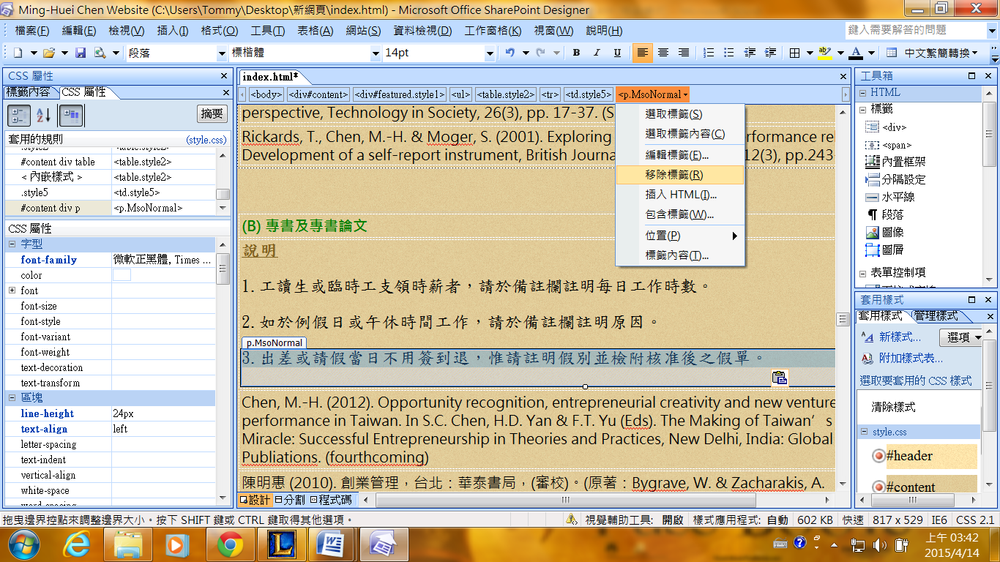 Ming-Huei Chen Website (C:\Users\Tommy\Desktop\新網頁\index.html) - Microsoft Office SharePoint Designer
檔案(F) 編輯(E) 檢視(V) 插入(I) 格式(O) 工具(T) 表格(A) 網站(S) 資料檢視(D) 工作窗格(K) 視窗(W) 說明(H) 鍵入需要解答的問題
段落 標楷體 14pt B I U ab A 中文繁簡轉換
CSS 屬性
標籤內容 CSS 屬性
A Z 摘要
套用的規則 (style.css)
#content div table <table.style2>
< 內嵌樣式 > <table.style2>
.style5 <td.style5>
#content div p <p.MsoNormal>
CSS 屬性
字型
font-family 微軟正黑體, Times ...
color
font
font-size
font-style
font-variant
font-weight
text-decoration
text-transform
區塊
line-height 24px
text-align left
letter-spacing
text-indent
vertical-align
white-space
word-spacing
index.html*
<body> <div#content> <div#featured.style1> <ul> <table.style2> <tr> <td.style5> <p.MsoNormal>
perspective, Technology in Society, 26(3), pp. 17-37. (S
Rickards, T., Chen, M.-H. & Moger, S. (2001). Exploring rformance rel
Development of a self-report instrument, British Journa 12(3), pp.243-
選取標籤(S)
選取標籤內容(C)
編輯標籤(E)...
移除標籤(R)
插入 HTML(I)...
包含標籤(W)...
位置(P)
標籤內容(T)...
(B) 專書及專書論文
說明
1. 工讀生或臨時工支領時薪者，請於備註欄註明每日工作時數。
2. 如於例假日或午休時間工作，請於備註欄註明原因。
p.MsoNormal
3. 出差或請假當日不用簽到退，惟請註明假別並檢附核准後之假單。
Chen, M.-H. (2012). Opportunity recognition, entrepreneurial creativity and new venture
performance in Taiwan. In S.C. Chen, H.D. Yan & F.T. Yu (Eds). The Making of Taiwan’s
Miracle: Successful Entrepreneurship in Theories and Practices, New Delhi, India: Global
Publiations. (fourthcoming)
陳明惠 (2010). 創業管理，台北：華泰書局，(審校)。(原著：Bygrave, W. & Zacharakis, A.
設計 分割 程式碼
工具箱
HTML
標籤
<div>
<span>
內置框架
分隔設定
水平線
段落
圖像
圖層
表單控制項
套用樣式
套用樣式 管理樣式
新樣式... 選項
附加樣式表...
選取要套用的 CSS 樣式
清除樣式
style.css
#header
#content
拖曳邊界控點來調整邊界大小。按下 SHIFT 鍵或 CTRL 鍵取得其他選項。 視覺輔助工具: 開啟 樣式應用程式: 自動 602 KB 快速 817 x 529 IE6 CSS 2.1
上午 03:42
2015/4/14